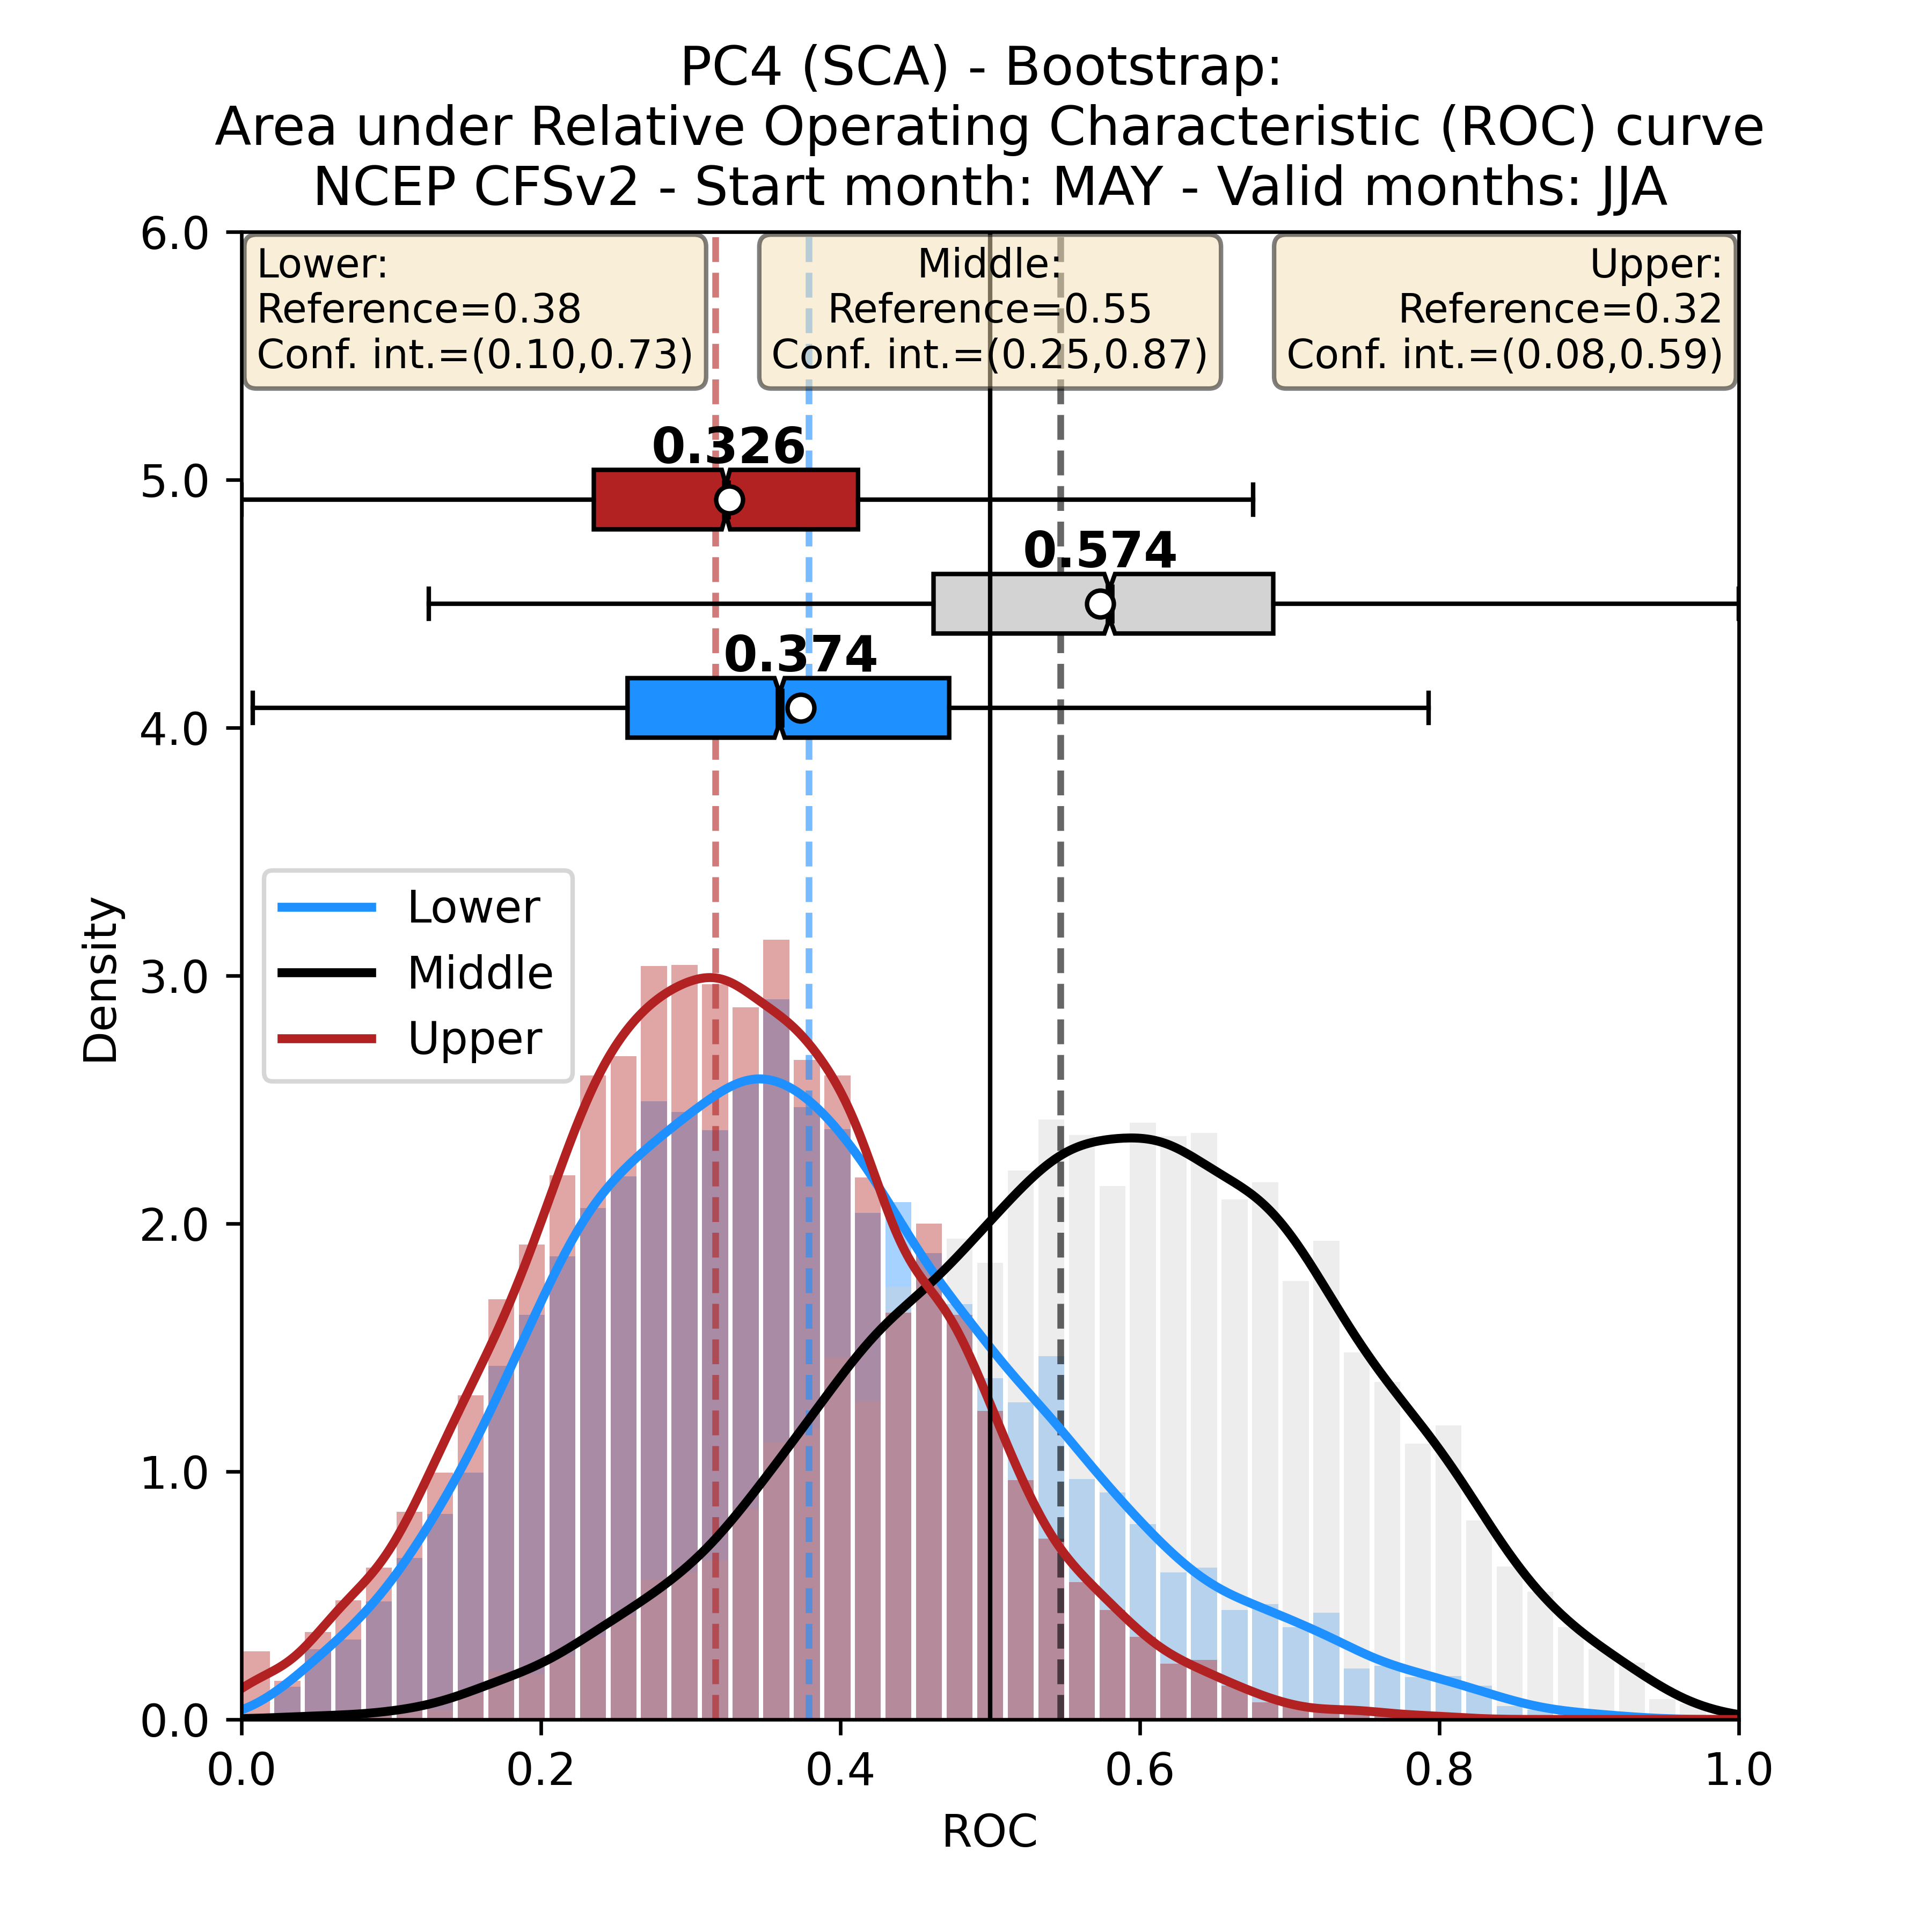 PC4 (SCA) - Bootstrap:
Area under Relative Operating Characteristic (ROC) curve
NCEP CFSv2 - Start month: MAY - Valid months: JJA
6.0
Lower:
Reference=0.38
Conf. int.=(0.10,0.73)
Middle:
Reference=0.55
Conf. int.=(0.25,0.87)
Upper:
Reference=0.32
Conf. int.=(0.08,0.59)
0.326
5.0
0.574
0.374
4.0
Lower
Middle
Upper
Density
3.0
2.0
1.0
0.0
0.0 0.2 0.4 0.6 0.8 1.0
ROC